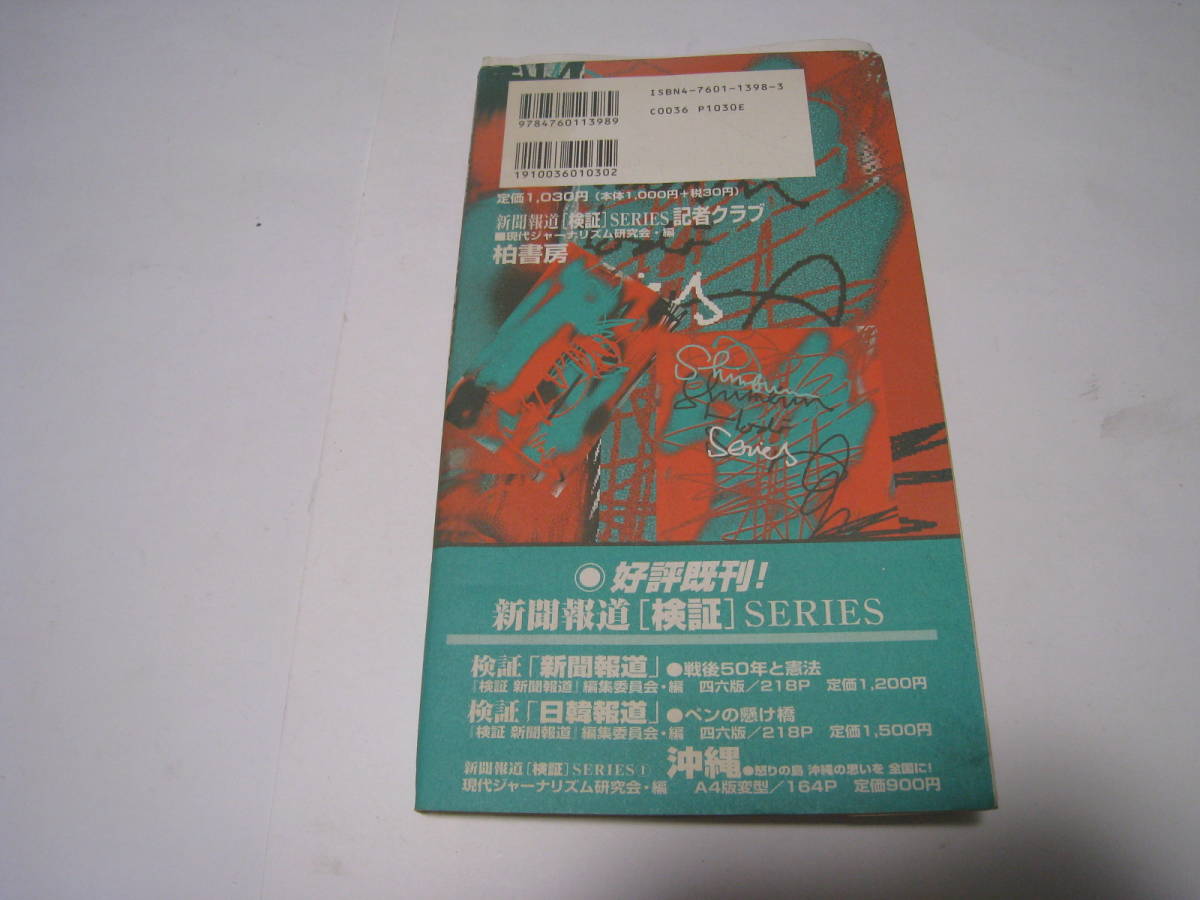 ISBN4-7601-1398-3
C0036 P1030E
9784760113989
1910036010302
定価1,030円(本体1,000円+税30円)
新聞報道[検証]SERIES 記者クラブ
■現代ジャーナリズム研究会・編
柏書房
Shinbun
Series
◉好評既刊!
新聞報道[検証]SERIES
検証「新聞報道」●戦後50年と憲法
『検証 新聞報道』編集委員会・編 四六版/218P 定価1,200円
検証「日韓報道」●ペンの懸け橋
『検証 新聞報道』編集委員会・編 四六版/218P 定価1,500円
新聞報道[検証]SERIES① 沖縄●怒りの島 沖縄の思いを 全国に!
現代ジャーナリズム研究会・編 A4版変型/164P 定価900円